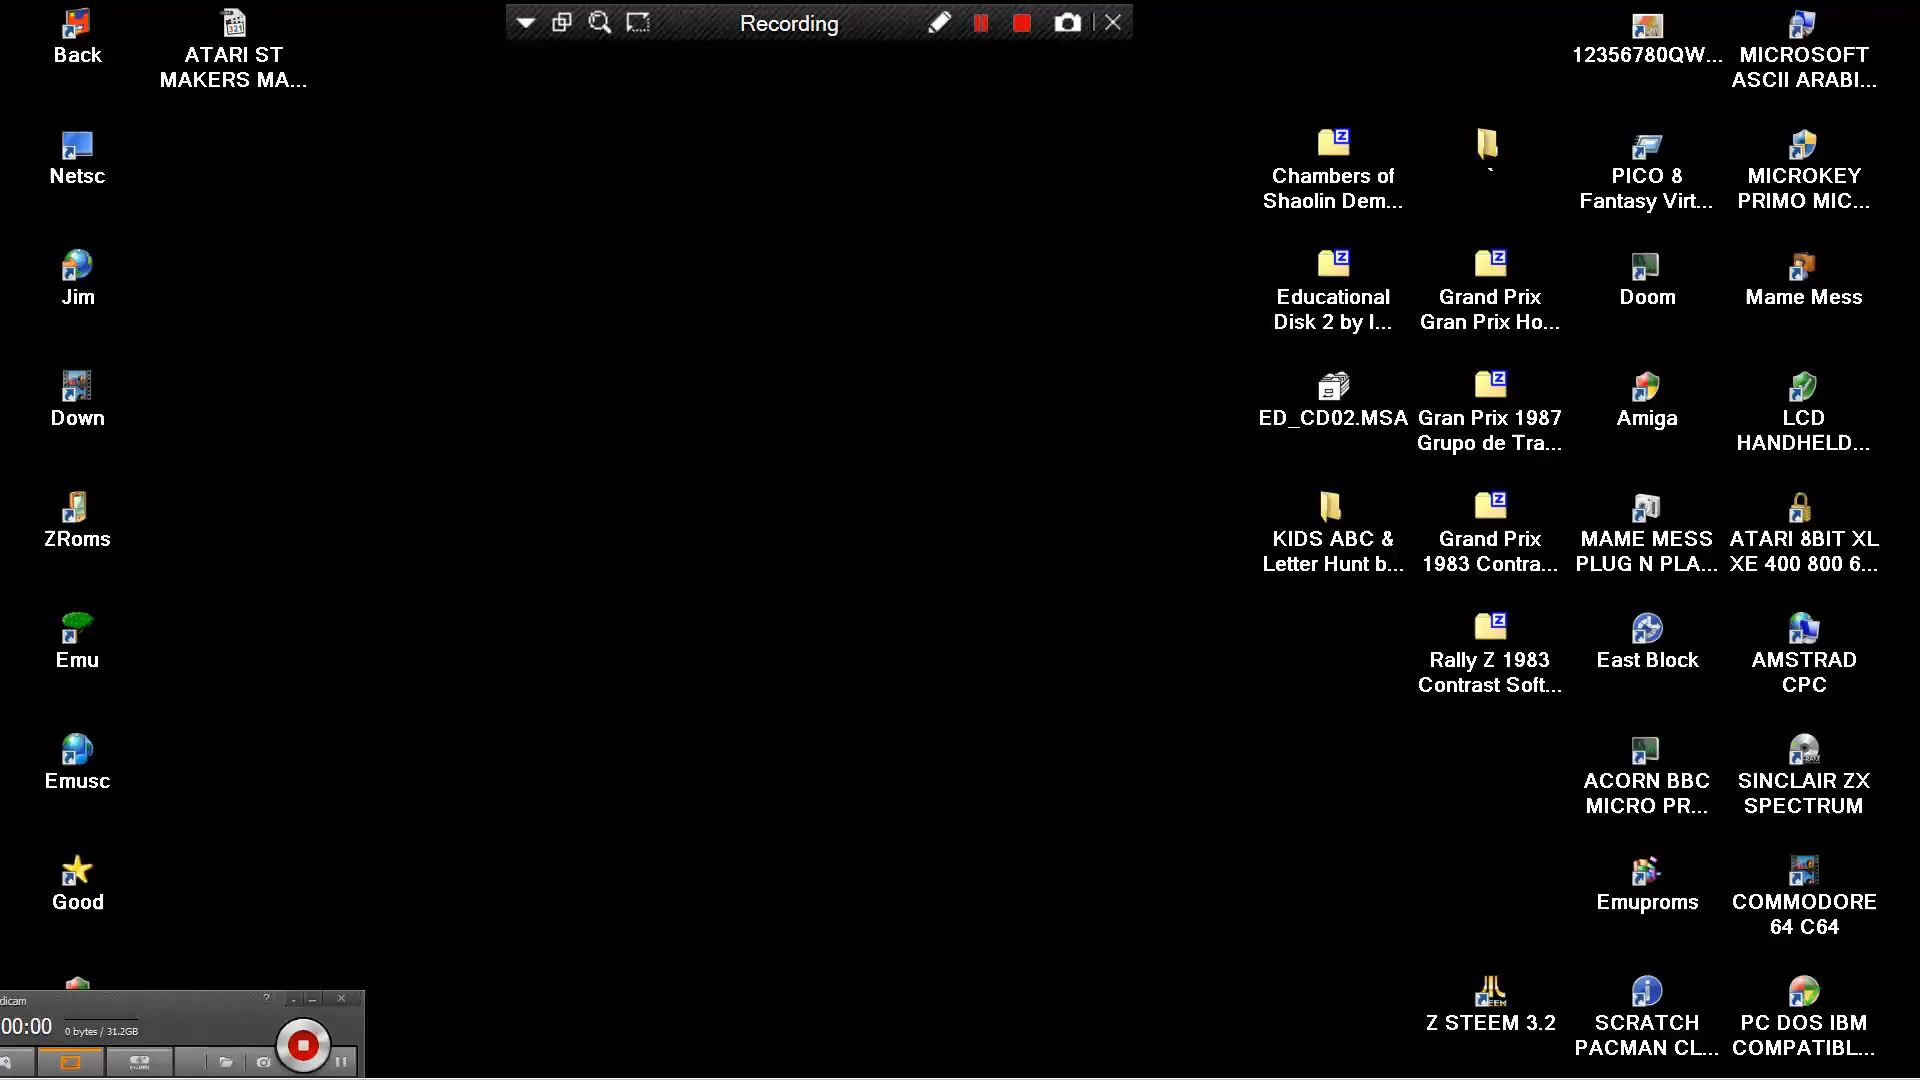 Recording
Back
ATARI ST
MAKERS MA...
12356780QW...
MICROSOFT
ASCII ARABI...
Netsc
Chambers of
Shaolin Dem...
`
PICO 8
Fantasy Virt...
MICROKEY
PRIMO MIC...
Jim
Educational
Disk 2 by I...
Grand Prix
Gran Prix Ho...
Doom
Mame Mess
Down
ED_CD02.MSA
Gran Prix 1987
Grupo de Tra...
Amiga
LCD
HANDHELD...
ZRoms
KIDS ABC &
Letter Hunt b...
Grand Prix
1983 Contra...
MAME MESS
PLUG N PLA...
ATARI 8BIT XL
XE 400 800 6...
Emu
Rally Z 1983
Contrast Soft...
East Block
AMSTRAD
CPC
Emusc
ACORN BBC
MICRO PR...
SINCLAIR ZX
SPECTRUM
Good
Emuproms
COMMODORE
64 C64
Z STEEM 3.2
SCRATCH
PACMAN CL...
PC DOS IBM
COMPATIBL...
dicam
00:00
0 bytes / 31.2GB